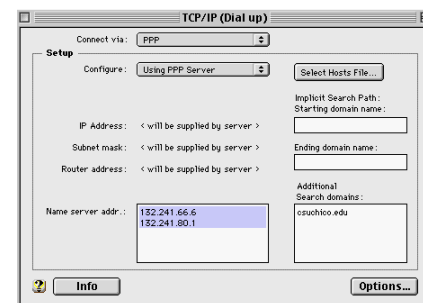 TCP/IP (Dial up)
Connect via: PPP
Setup
Configure: Using PPP Server
Select Hosts File...
Implicit Search Path:
Starting domain name:
IP Address: < will be supplied by server >
Subnet mask: < will be supplied by server >
Ending domain name:
Router address: < will be supplied by server >
Additional
Search domains:
Name server addr.: 132.241.66.6
132.241.80.1
csuchico.edu
? Info
Options...